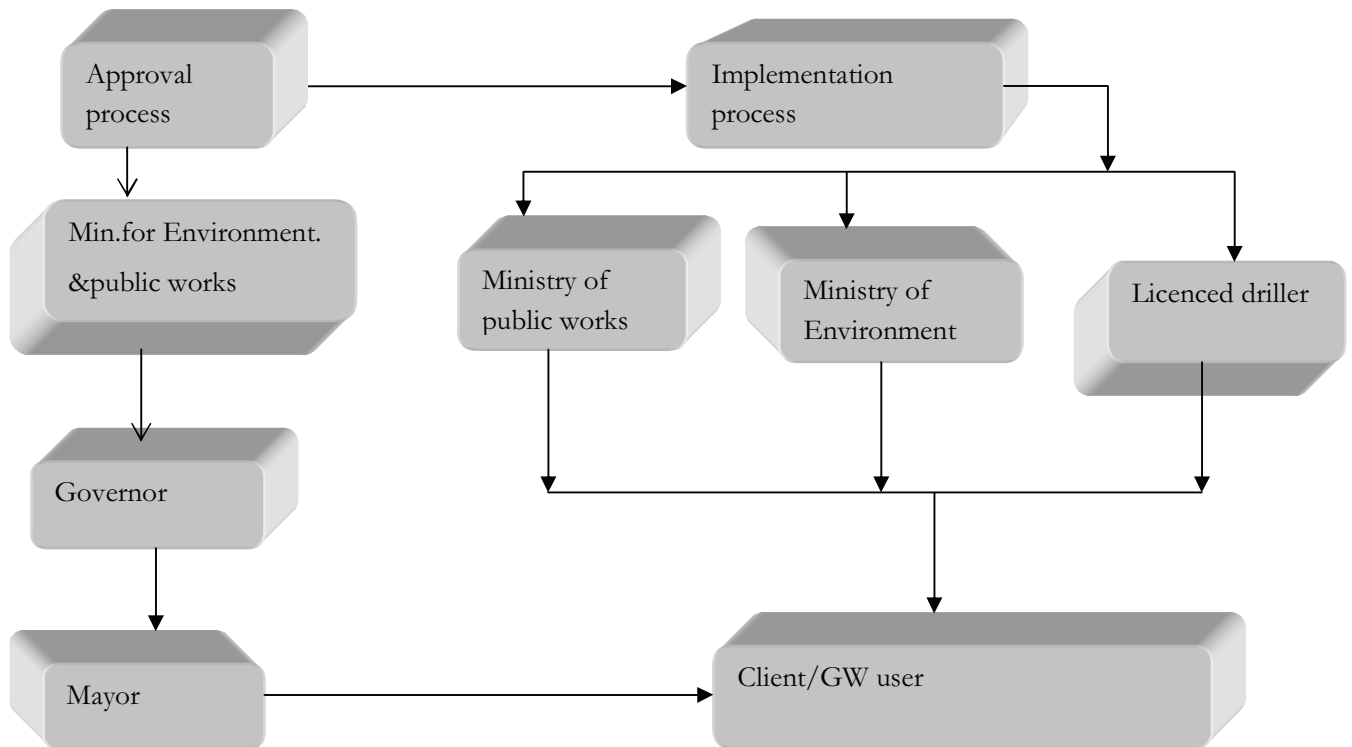 Approval
process
Implementation
process
Min.for Environment.
&public works
Ministry of
public works
Ministry of
Environment
Licenced driller
Governor
Mayor
Client/GW user